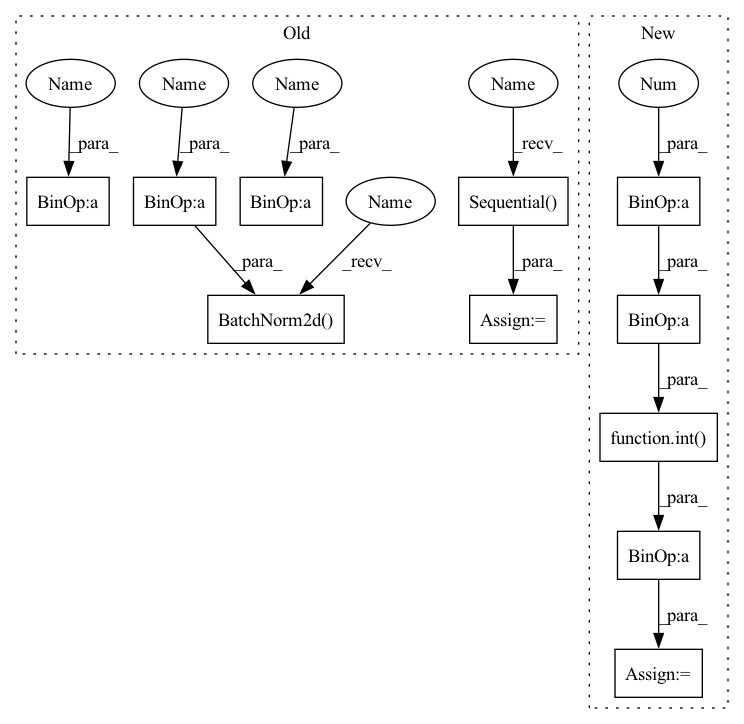 Old
New
Name
Name
Name
Name
Num
_para_
_para_
_para_
_recv_
_para_
BinOp:a
BinOp:a
BinOp:a
Name
Sequential()
BinOp:a
_para_
_recv_
_para_
_para_
BatchNorm2d()
Assign:=
BinOp:a
_para_
function.int()
_para_
BinOp:a
_para_
Assign:=